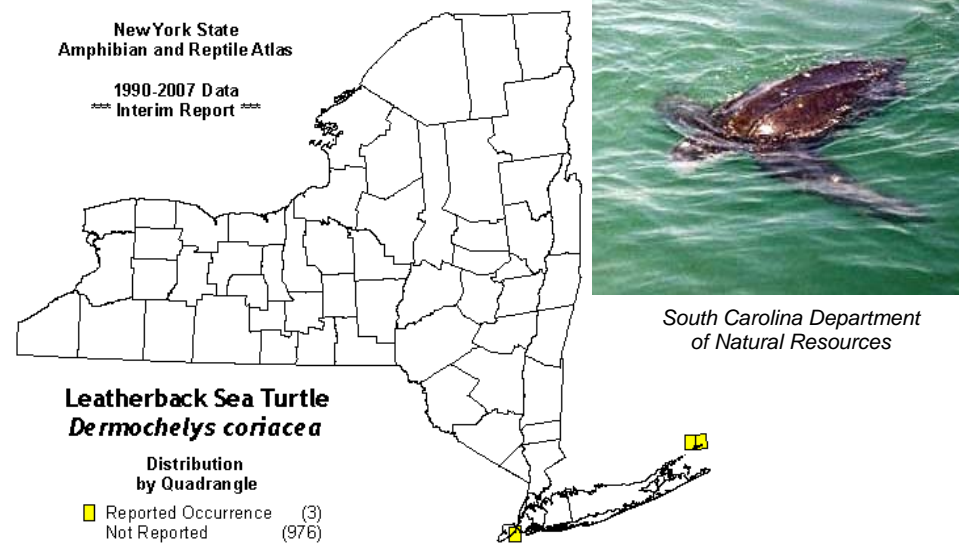 New York State
Amphibian and Reptile Atlas
1990-2007 Data
*** Interim Report ***
Leatherback Sea Turtle
Dermochelys coriacea
Distribution
by Quadrangle
Reported Occurrence (3)
Not Reported (976)
South Carolina Department
of Natural Resources